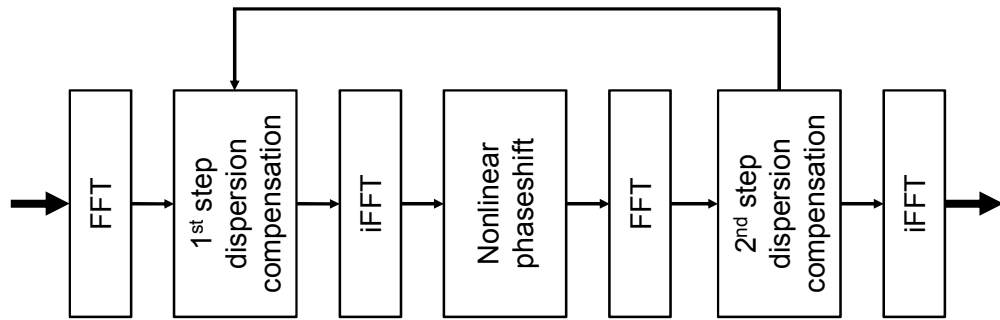 FFT
1st step
dispersion
compensation
iFFT
Nonlinear
phaseshift
FFT
2nd step
dispersion
compensation
iFFT